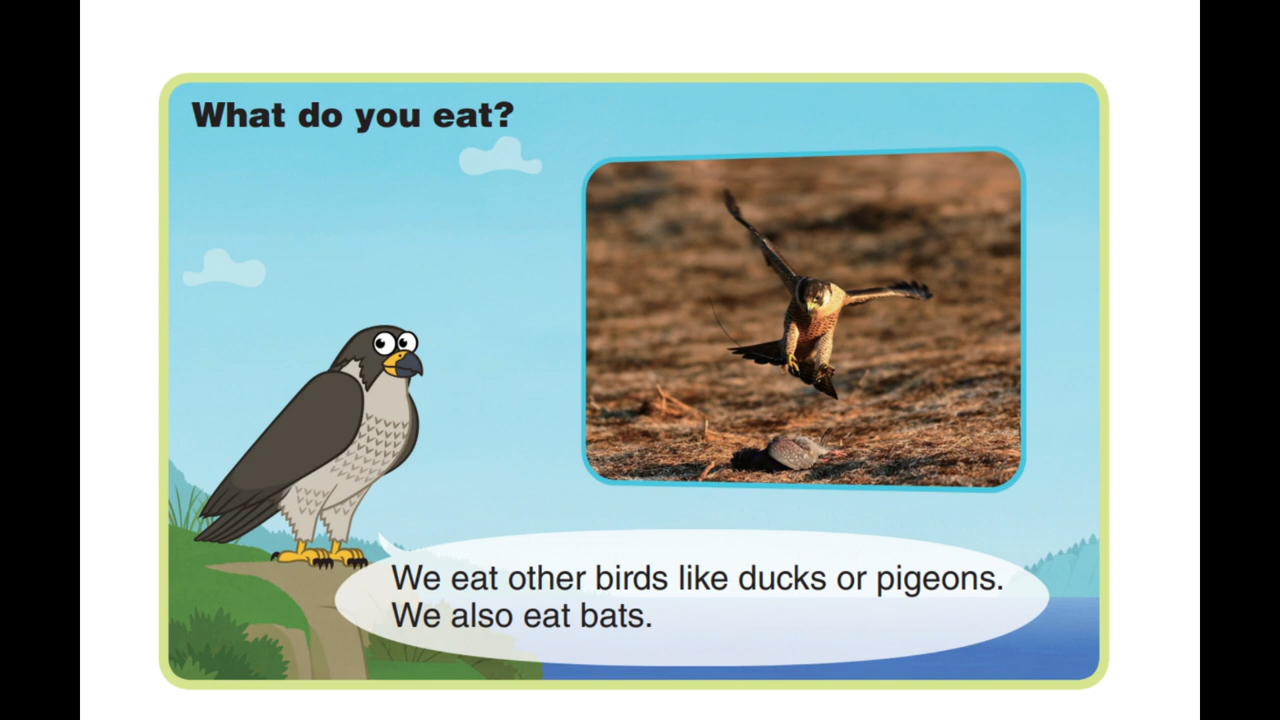 What do you eat?
We eat other birds like ducks or pigeons.
We also eat bats.